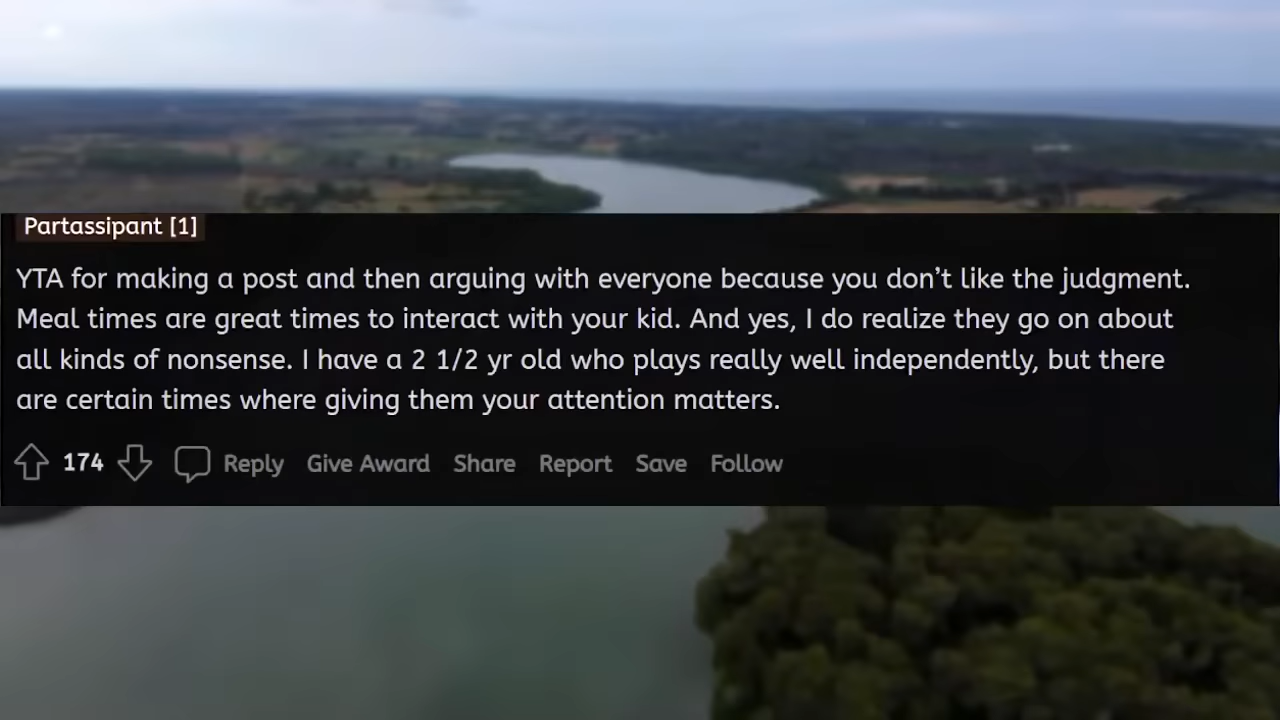 Partassipant [1]
YTA for making a post and then arguing with everyone because you don’t like the judgment.
Meal times are great times to interact with your kid. And yes, I do realize they go on about
all kinds of nonsense. I have a 2 1/2 yr old who plays really well independently, but there
are certain times where giving them your attention matters.
174 Reply Give Award Share Report Save Follow